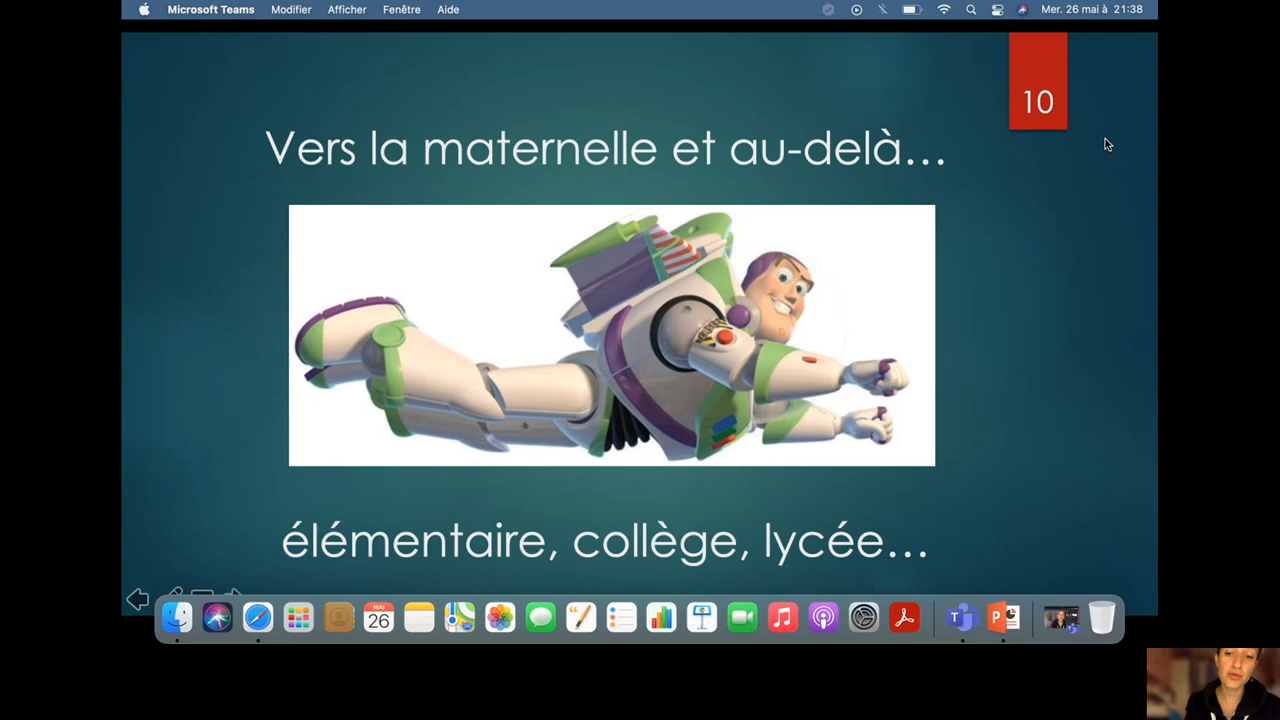 Microsoft Teams Modifier Afficher Fenêtre Aide Mer. 26 mai à 21:38
10
Vers la maternelle et au-delà...
élémentaire, collège, lycée...
MAI
26